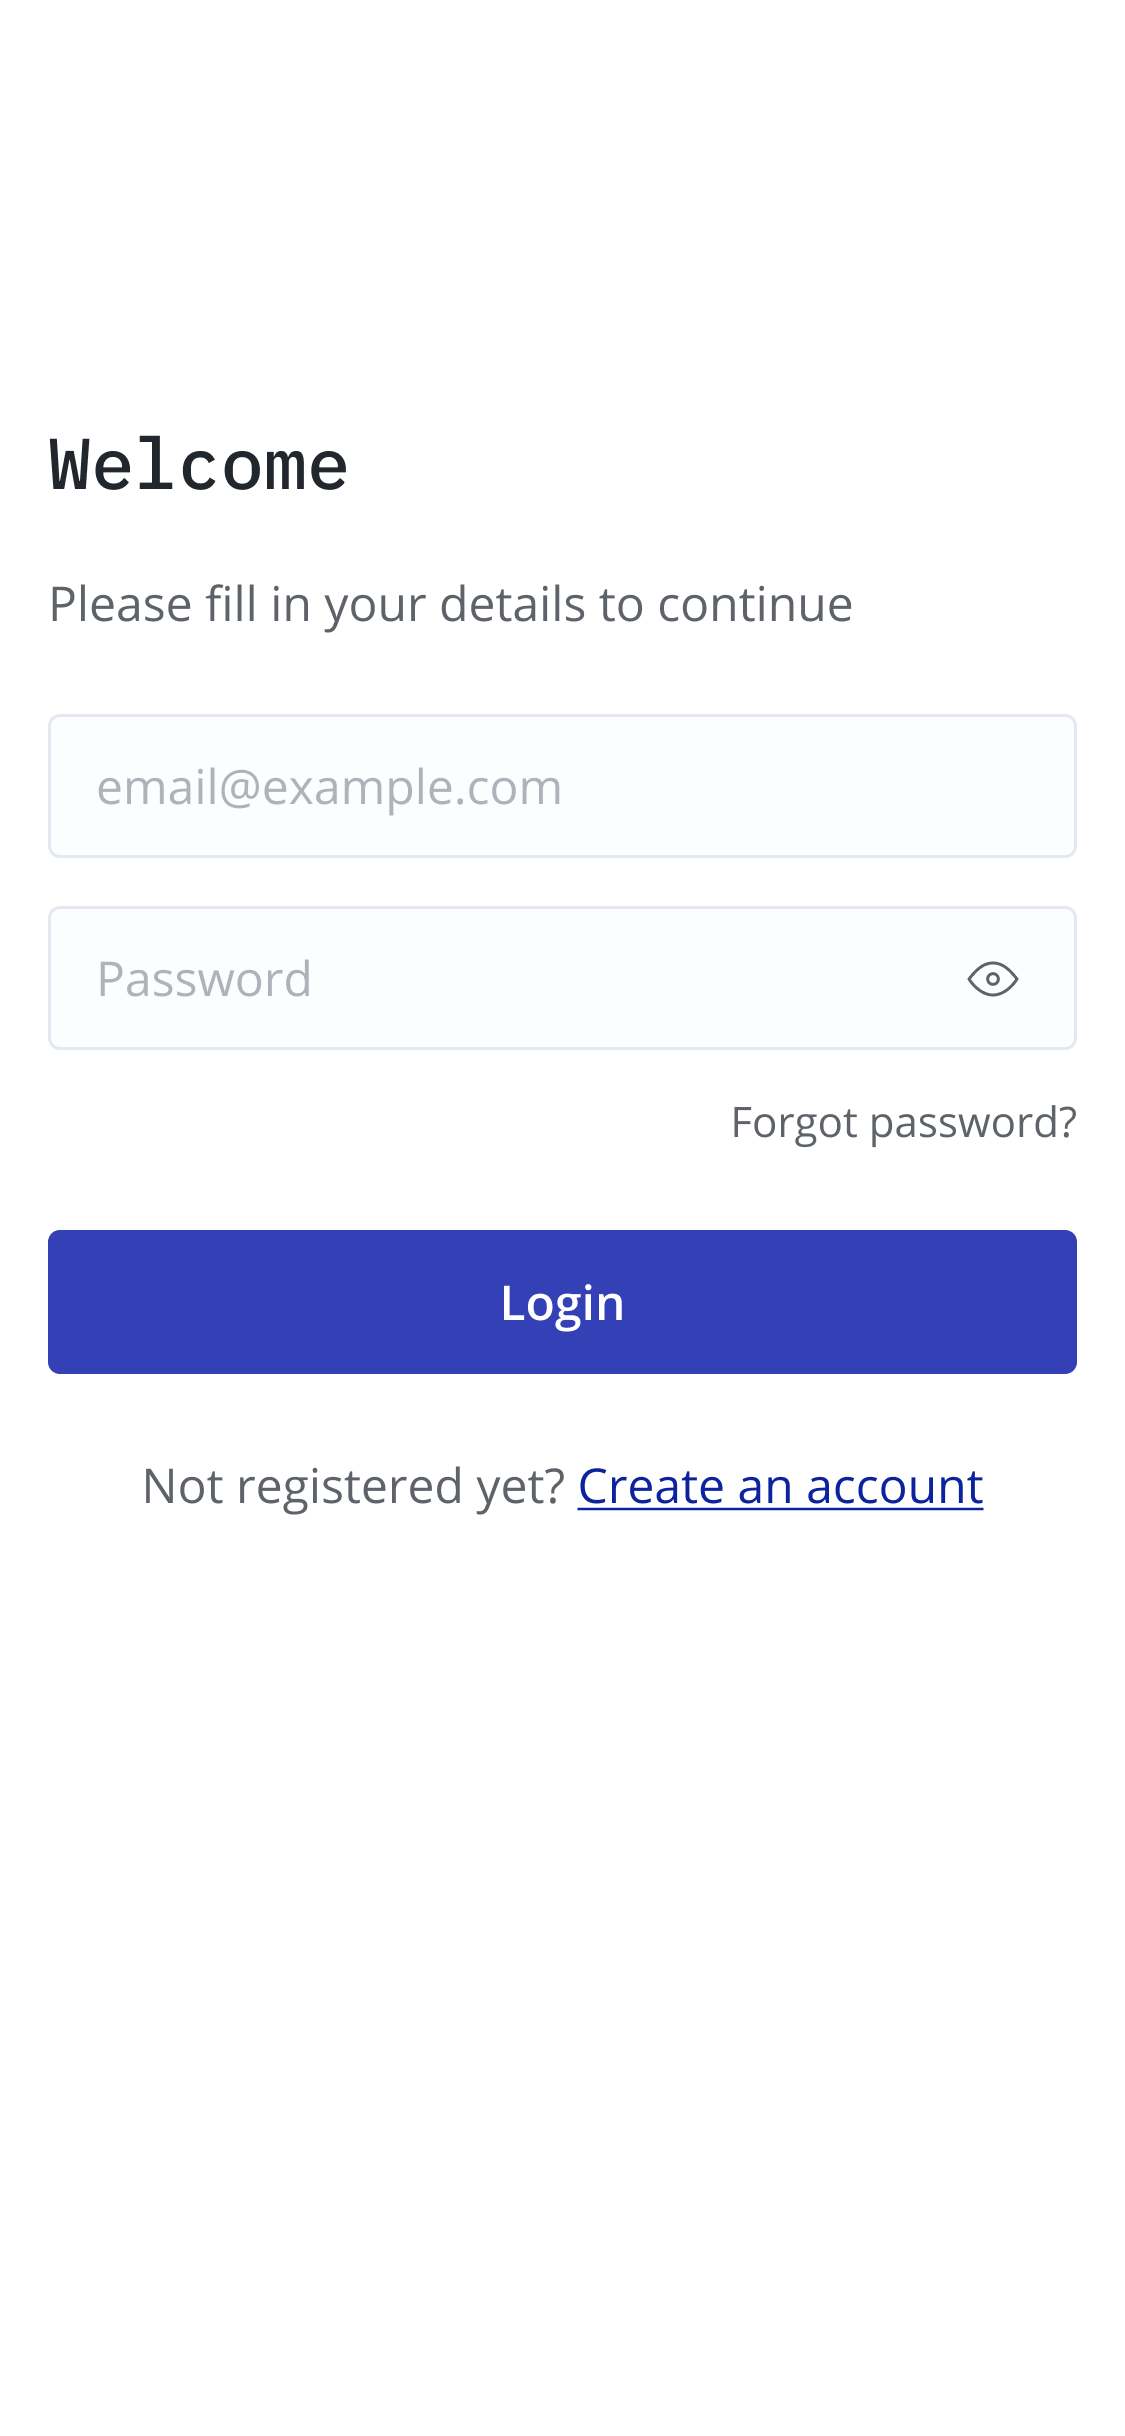 Welcome
Please fill in your details to continue
email@example.com
Password
Forgot password?
Login
Not registered yet? Create an account